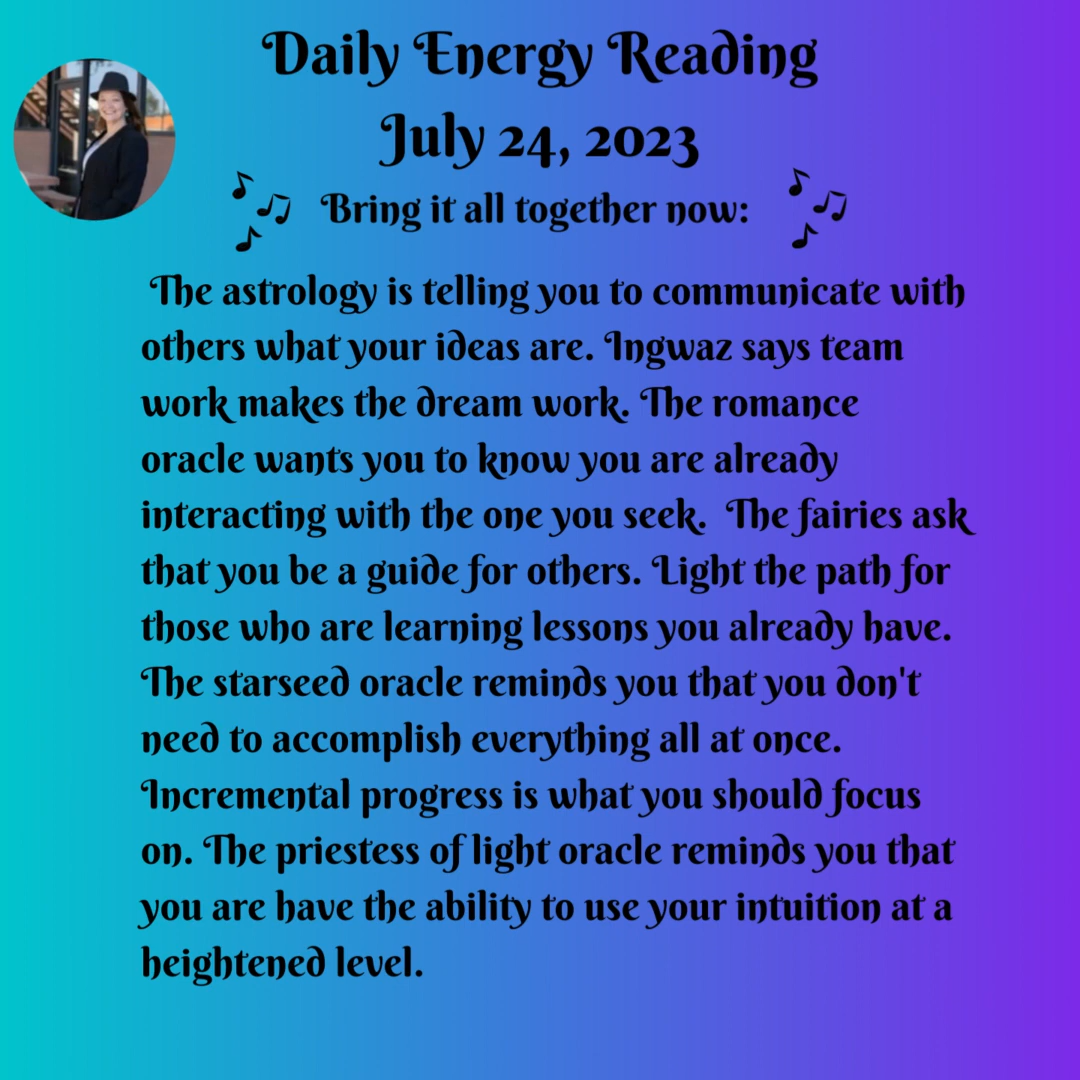 Daily Energy Reading
July 24, 2023
Bring it all together now:
The astrology is telling you to communicate with
others what your ideas are. Ingwaz says team
work makes the dream work. The romance
oracle wants you to know you are already
interacting with the one you seek.  The fairies ask
that you be a guide for others. Light the path for
those who are learning lessons you already have.
The starseed oracle reminds you that you don't
need to accomplish everything all at once.
Incremental progress is what you should focus
on. The priestess of light oracle reminds you that
you are have the ability to use your intuition at a
heightened level.